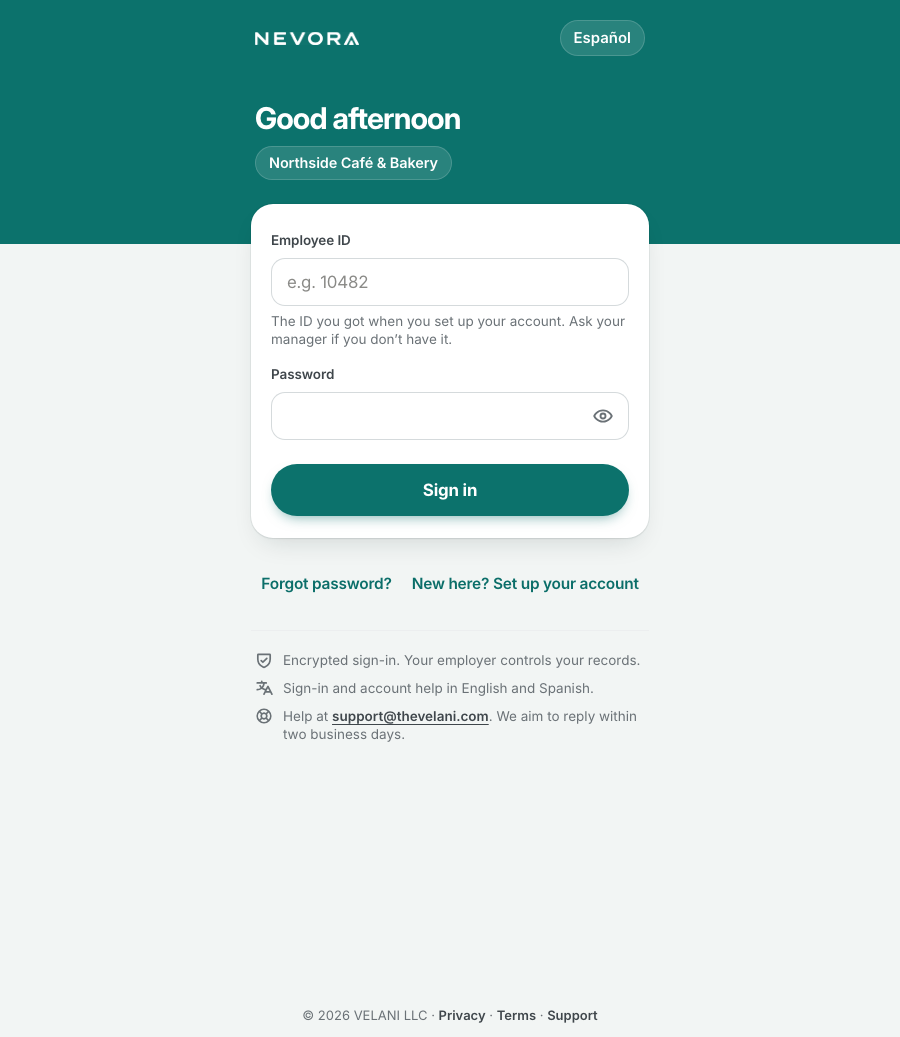 NEVORA
Español
Good afternoon
Northside Café & Bakery
Employee ID
e.g. 10482
The ID you got when you set up your account. Ask your
manager if you don’t have it.
Password
Sign in
Forgot password? New here? Set up your account
Encrypted sign-in. Your employer controls your records.
Sign-in and account help in English and Spanish.
Help at support@thevelani.com. We aim to reply within
two business days.
© 2026 VELANI LLC · Privacy · Terms · Support